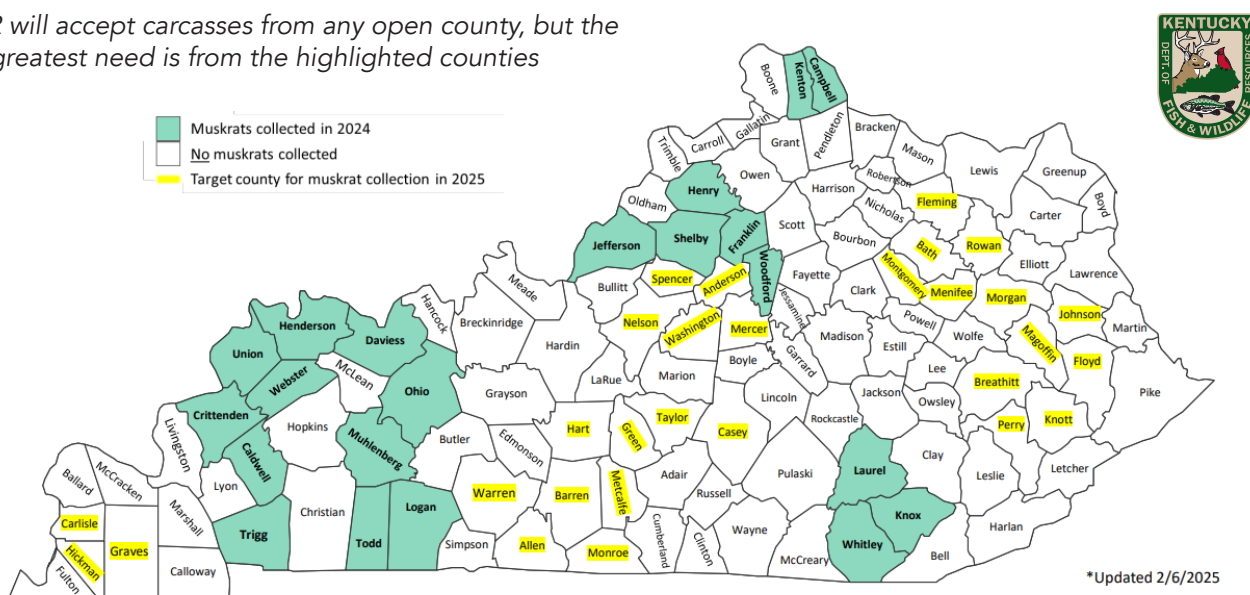 R will accept carcasses from any open county, but the
greatest need is from the highlighted counties
KENTUCKY
DEPT. OF
RESOURCES
FISH & WILDLIFE
Muskrats collected in 2024
No muskrats collected
Target county for muskrat collection in 2025
Boone
Kenton
Campbell
Gallatin
Grant
Pendleton
Bracken
Mason
Lewis
Greenup
Boyd
Carter
Trimble
Carroll
Owen
Harrison
Robertson
Nicholas
Fleming
Rowan
Elliott
Lawrence
Henry
Oldham
Jefferson
Shelby
Franklin
Woodford
Scott
Bourbon
Bath
Montgomery
Menifee
Morgan
Johnson
Martin
Spencer
Anderson
Bullitt
Fayette
Clark
Jessamine
Powell
Wolfe
Magoffin
Floyd
Pike
Nelson
Washington
Mercer
Garrard
Madison
Estill
Lee
Breathitt
Meade
Hancock
Breckinridge
Hardin
LaRue
Marion
Boyle
Lincoln
Rockcastle
Jackson
Owsley
Perry
Knott
Letcher
Leslie
Clay
Henderson
Daviess
Union
Webster
McLean
Ohio
Grayson
Crittenden
Livingston
Caldwell
Hopkins
Muhlenberg
Butler
Edmonson
Hart
Green
Taylor
Casey
Pulaski
Laurel
Knox
Whitley
Harlan
Bell
Adair
Russell
Metcalfe
Barren
Warren
Ballard
McCracken
Marshall
Lyon
Carlisle
Hickman
Graves
Fulton
Calloway
Trigg
Christian
Todd
Logan
Simpson
Allen
Monroe
Cumberland
Clinton
Wayne
McCreary
*Updated 2/6/2025